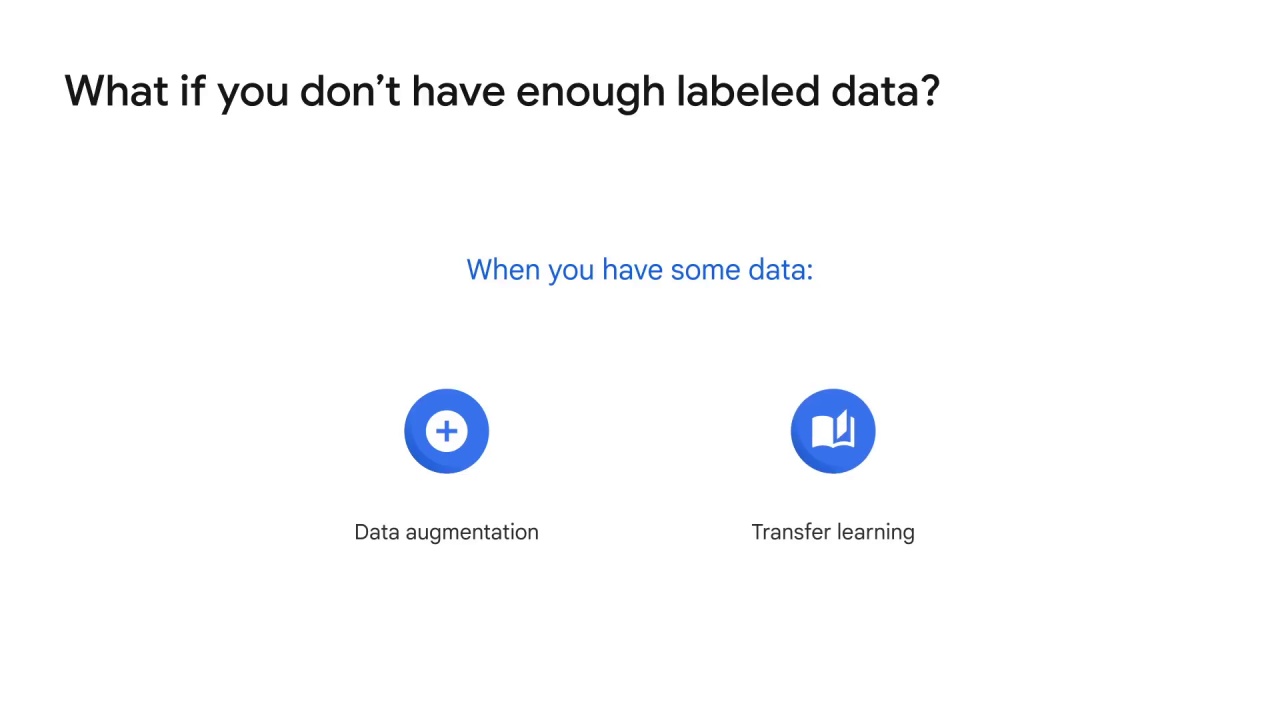 What if you don’t have enough labeled data?
When you have some data:
Data augmentation
Transfer learning